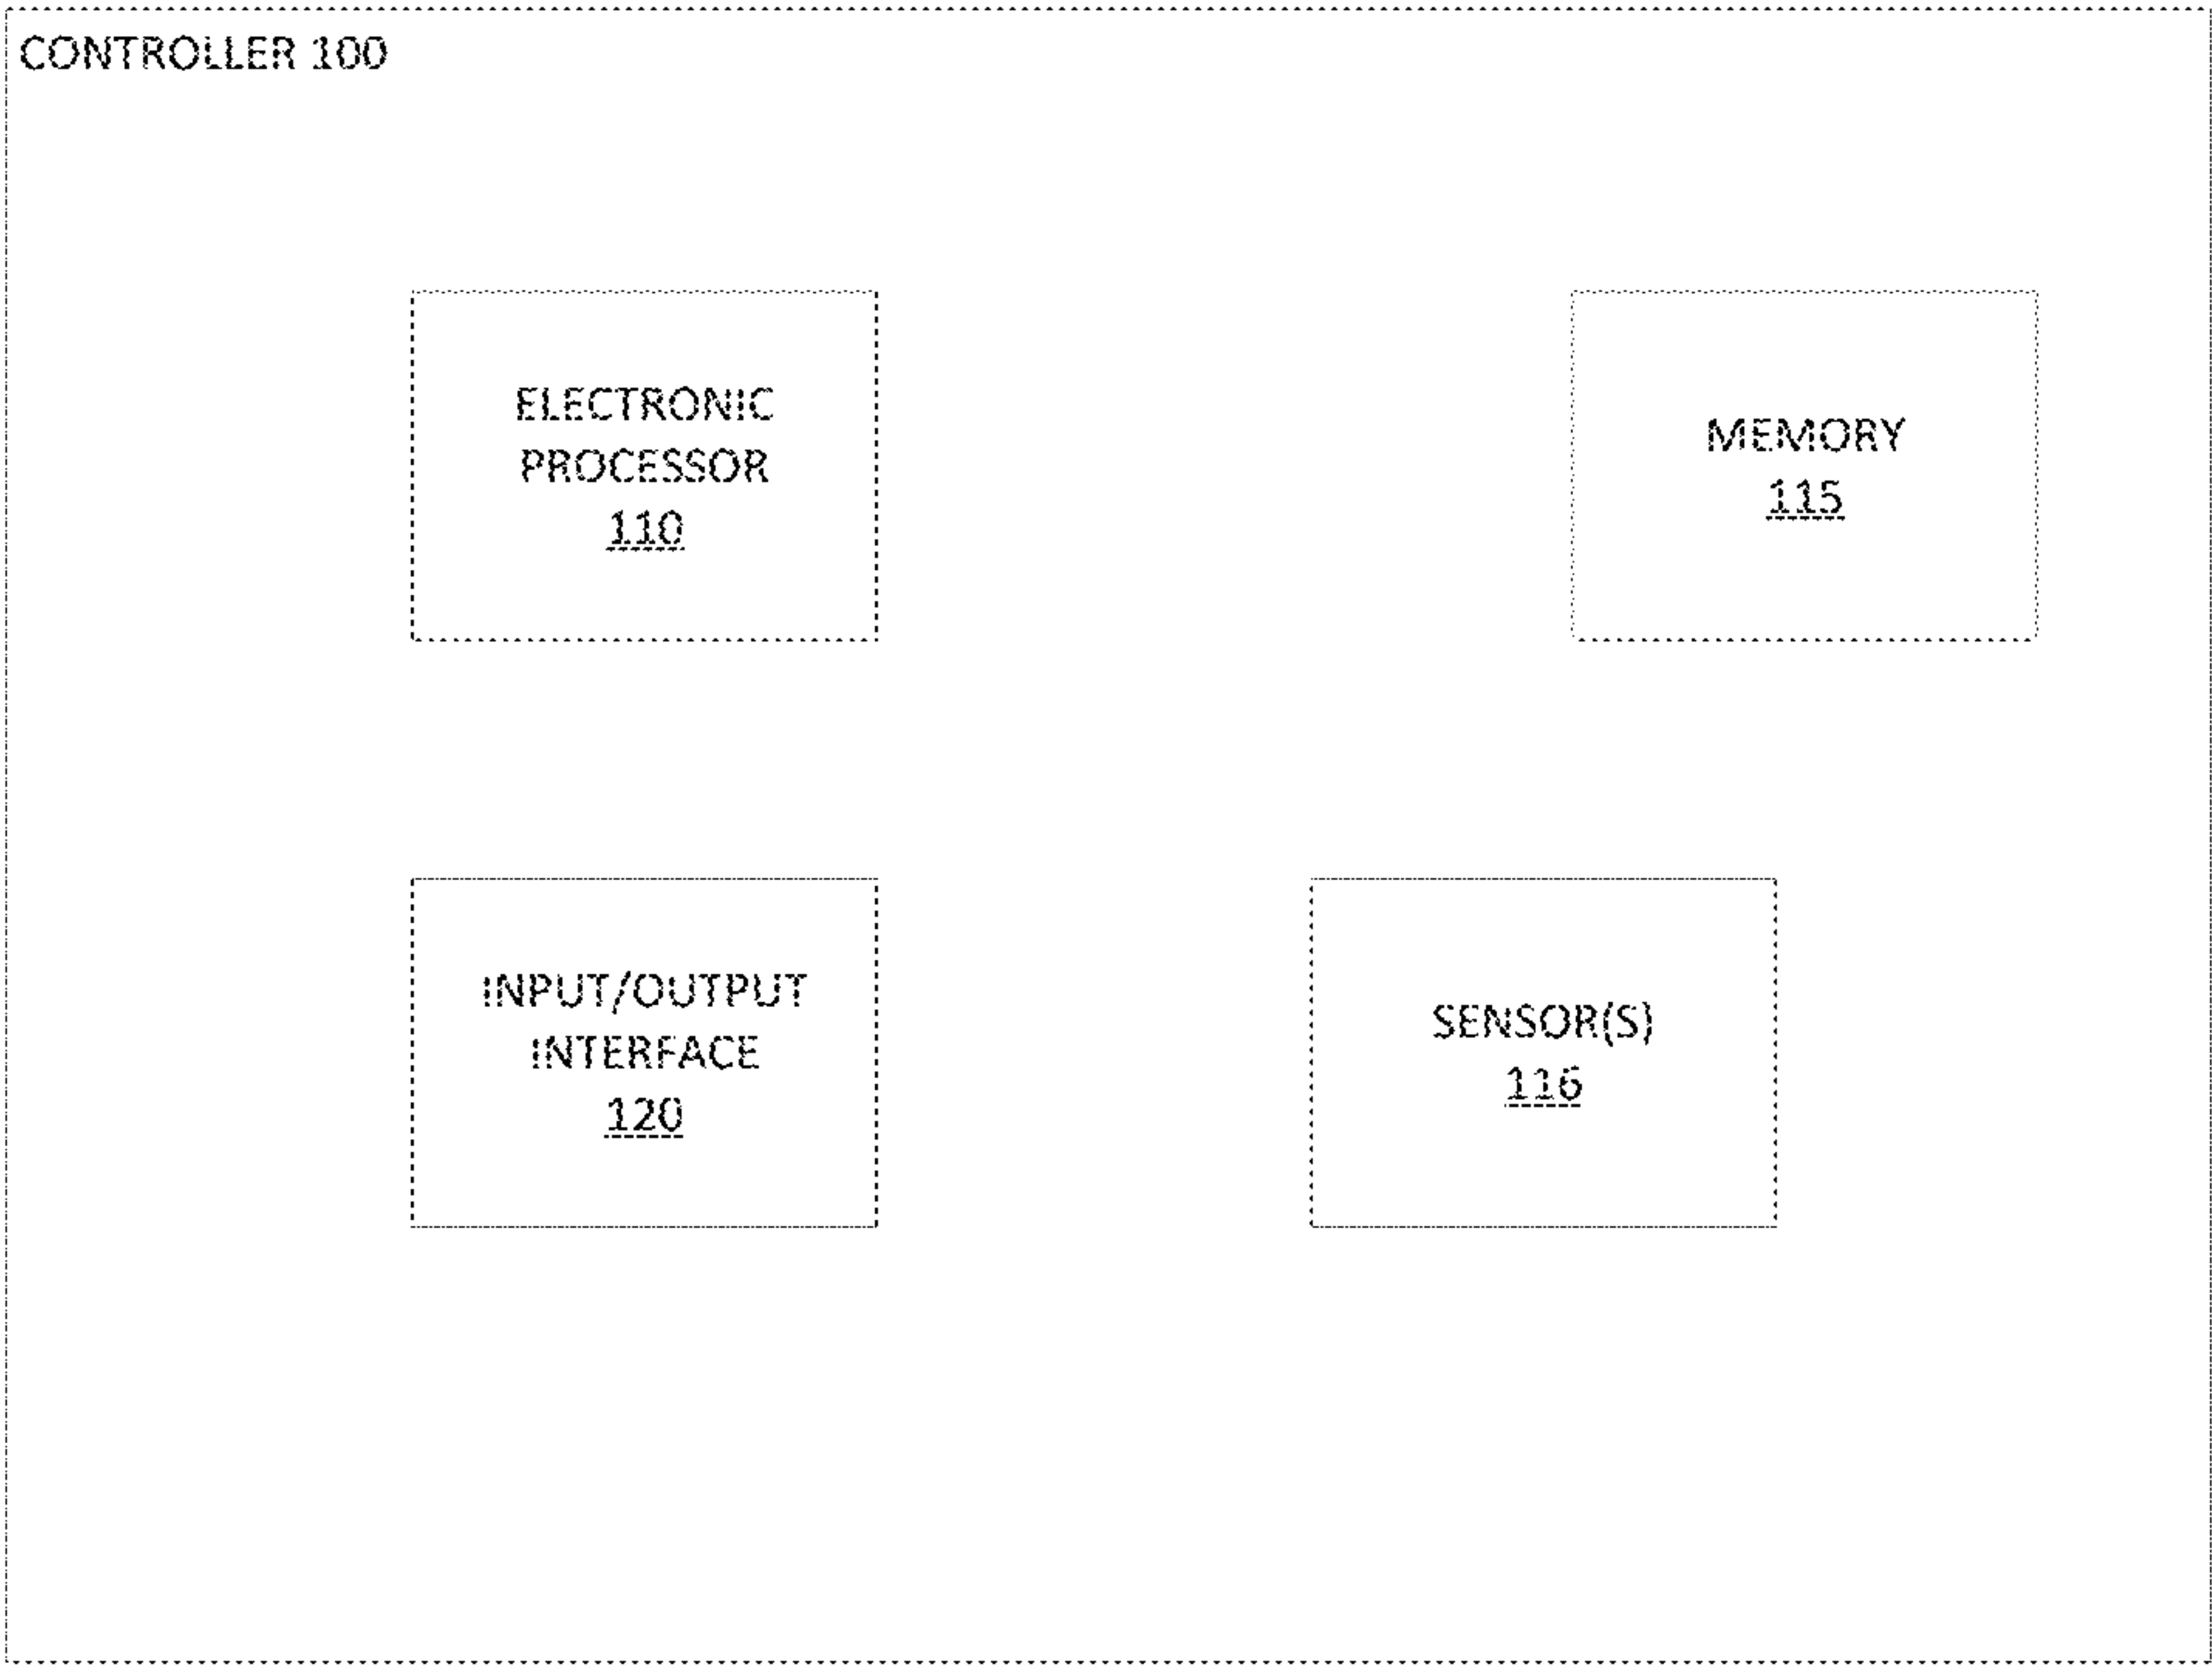 CONTROLLER 100
ELECTRONIC
PROCESSOR
110
MEMORY
115
INPUT/OUTPUT
INTERFACE
120
SENSOR(S)
116